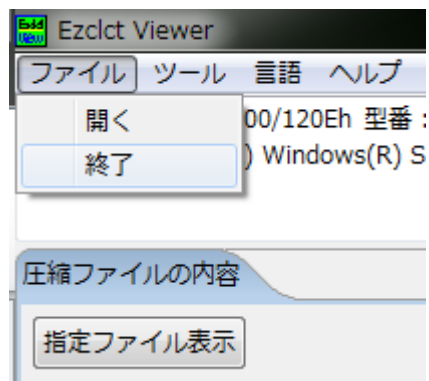 Ezclct Viewer
ファイル ツール 言語 ヘルプ
開く 00/120Eh 型番:
終了 ) Windows(R) S
圧縮ファイルの内容
指定ファイル表示